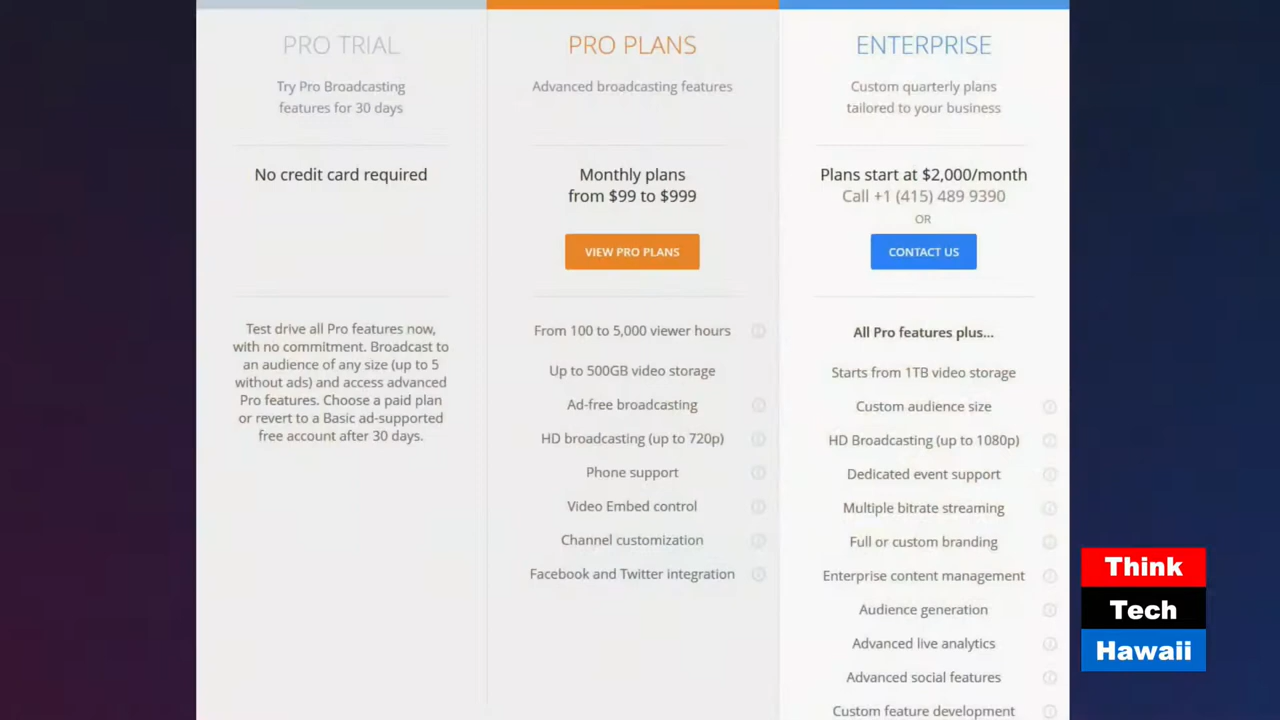 PRO TRIAL
Try Pro Broadcasting
features for 30 days
No credit card required
Test drive all Pro features now,
with no commitment. Broadcast to
an audience of any size (up to 5
without ads) and access advanced
Pro features. Choose a paid plan
or revert to a Basic ad-supported
free account after 30 days.
PRO PLANS
Advanced broadcasting features
Monthly plans
from $99 to $999
VIEW PRO PLANS
From 100 to 5,000 viewer hours
Up to 500GB video storage
Ad-free broadcasting
HD broadcasting (up to 720p)
Phone support
Video Embed control
Channel customization
Facebook and Twitter integration
ENTERPRISE
Custom quarterly plans
tailored to your business
Plans start at $2,000/month
Call +1 (415) 489 9390
OR
CONTACT US
All Pro features plus...
Starts from 1TB video storage
Custom audience size
HD Broadcasting (up to 1080p)
Dedicated event support
Multiple bitrate streaming
Full or custom branding
Enterprise content management
Audience generation
Advanced live analytics
Advanced social features
Custom feature development
Think
Tech
Hawaii